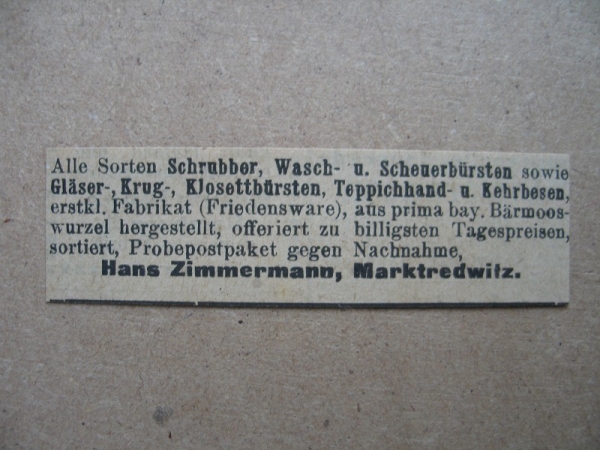 Alle Sorten Schrubber, Wasch- u. Scheuerbürsten sowie
Gläser-, Krug-, Klosettbürsten, Teppichhand- u. Kehrbesen,
erstkl. Fabrikat (Friedensware), aus prima bay. Bärmoos-
wurzel hergestellt, offeriert zu billigsten Tagespreisen,
sortiert, Probepostpaket gegen Nachnahme,
Hans Zimmermann, Marktredwitz.